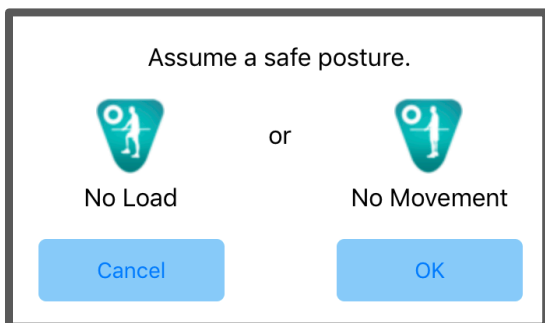 Assume a safe posture.
or
No Load
No Movement
Cancel
OK